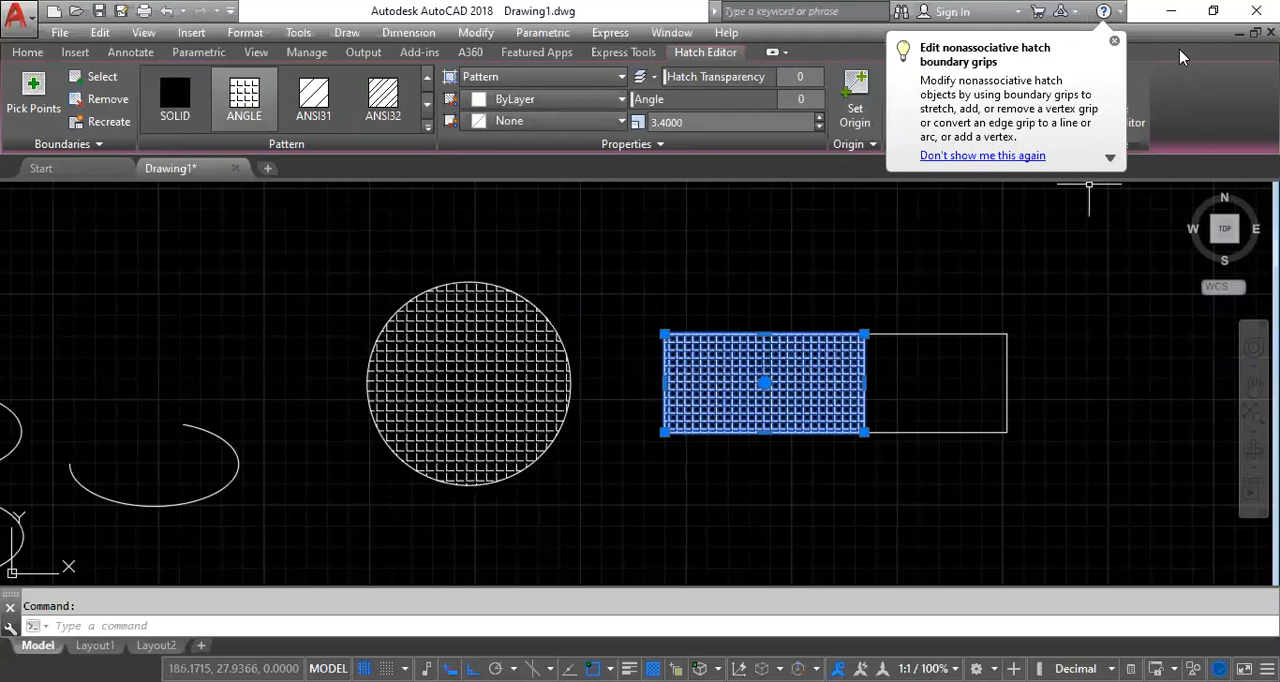 Autodesk AutoCAD 2018 Drawing1.dwg
Type a keyword or phrase
Sign In
File Edit View Insert Format Tools Draw Dimension Modify Parametric Express Window Help
Home Insert Annotate Parametric View Manage Output Add-ins A360 Featured Apps Express Tools Hatch Editor
Pick Points
Select
Remove
Recreate
Boundaries
SOLID ANGLE ANSI31 ANSI32
Pattern
Pattern
ByLayer
None
Hatch Transparency 0
Angle 0
3.4000
Properties
Set
Origin
Origin
Edit nonassociative hatch
boundary grips
Modify nonassociative hatch
objects by using boundary grips to
stretch, add, or remove a vertex grip
or convert an edge grip to a line or
arc, or add a vertex.
Don't show me this again
Start Drawing1*
N
W TOP E
S
WCS
Y
X
Command:
Type a command
Model Layout1 Layout2
186.1715, 27.9366, 0.0000 MODEL 1:1 / 100% Decimal